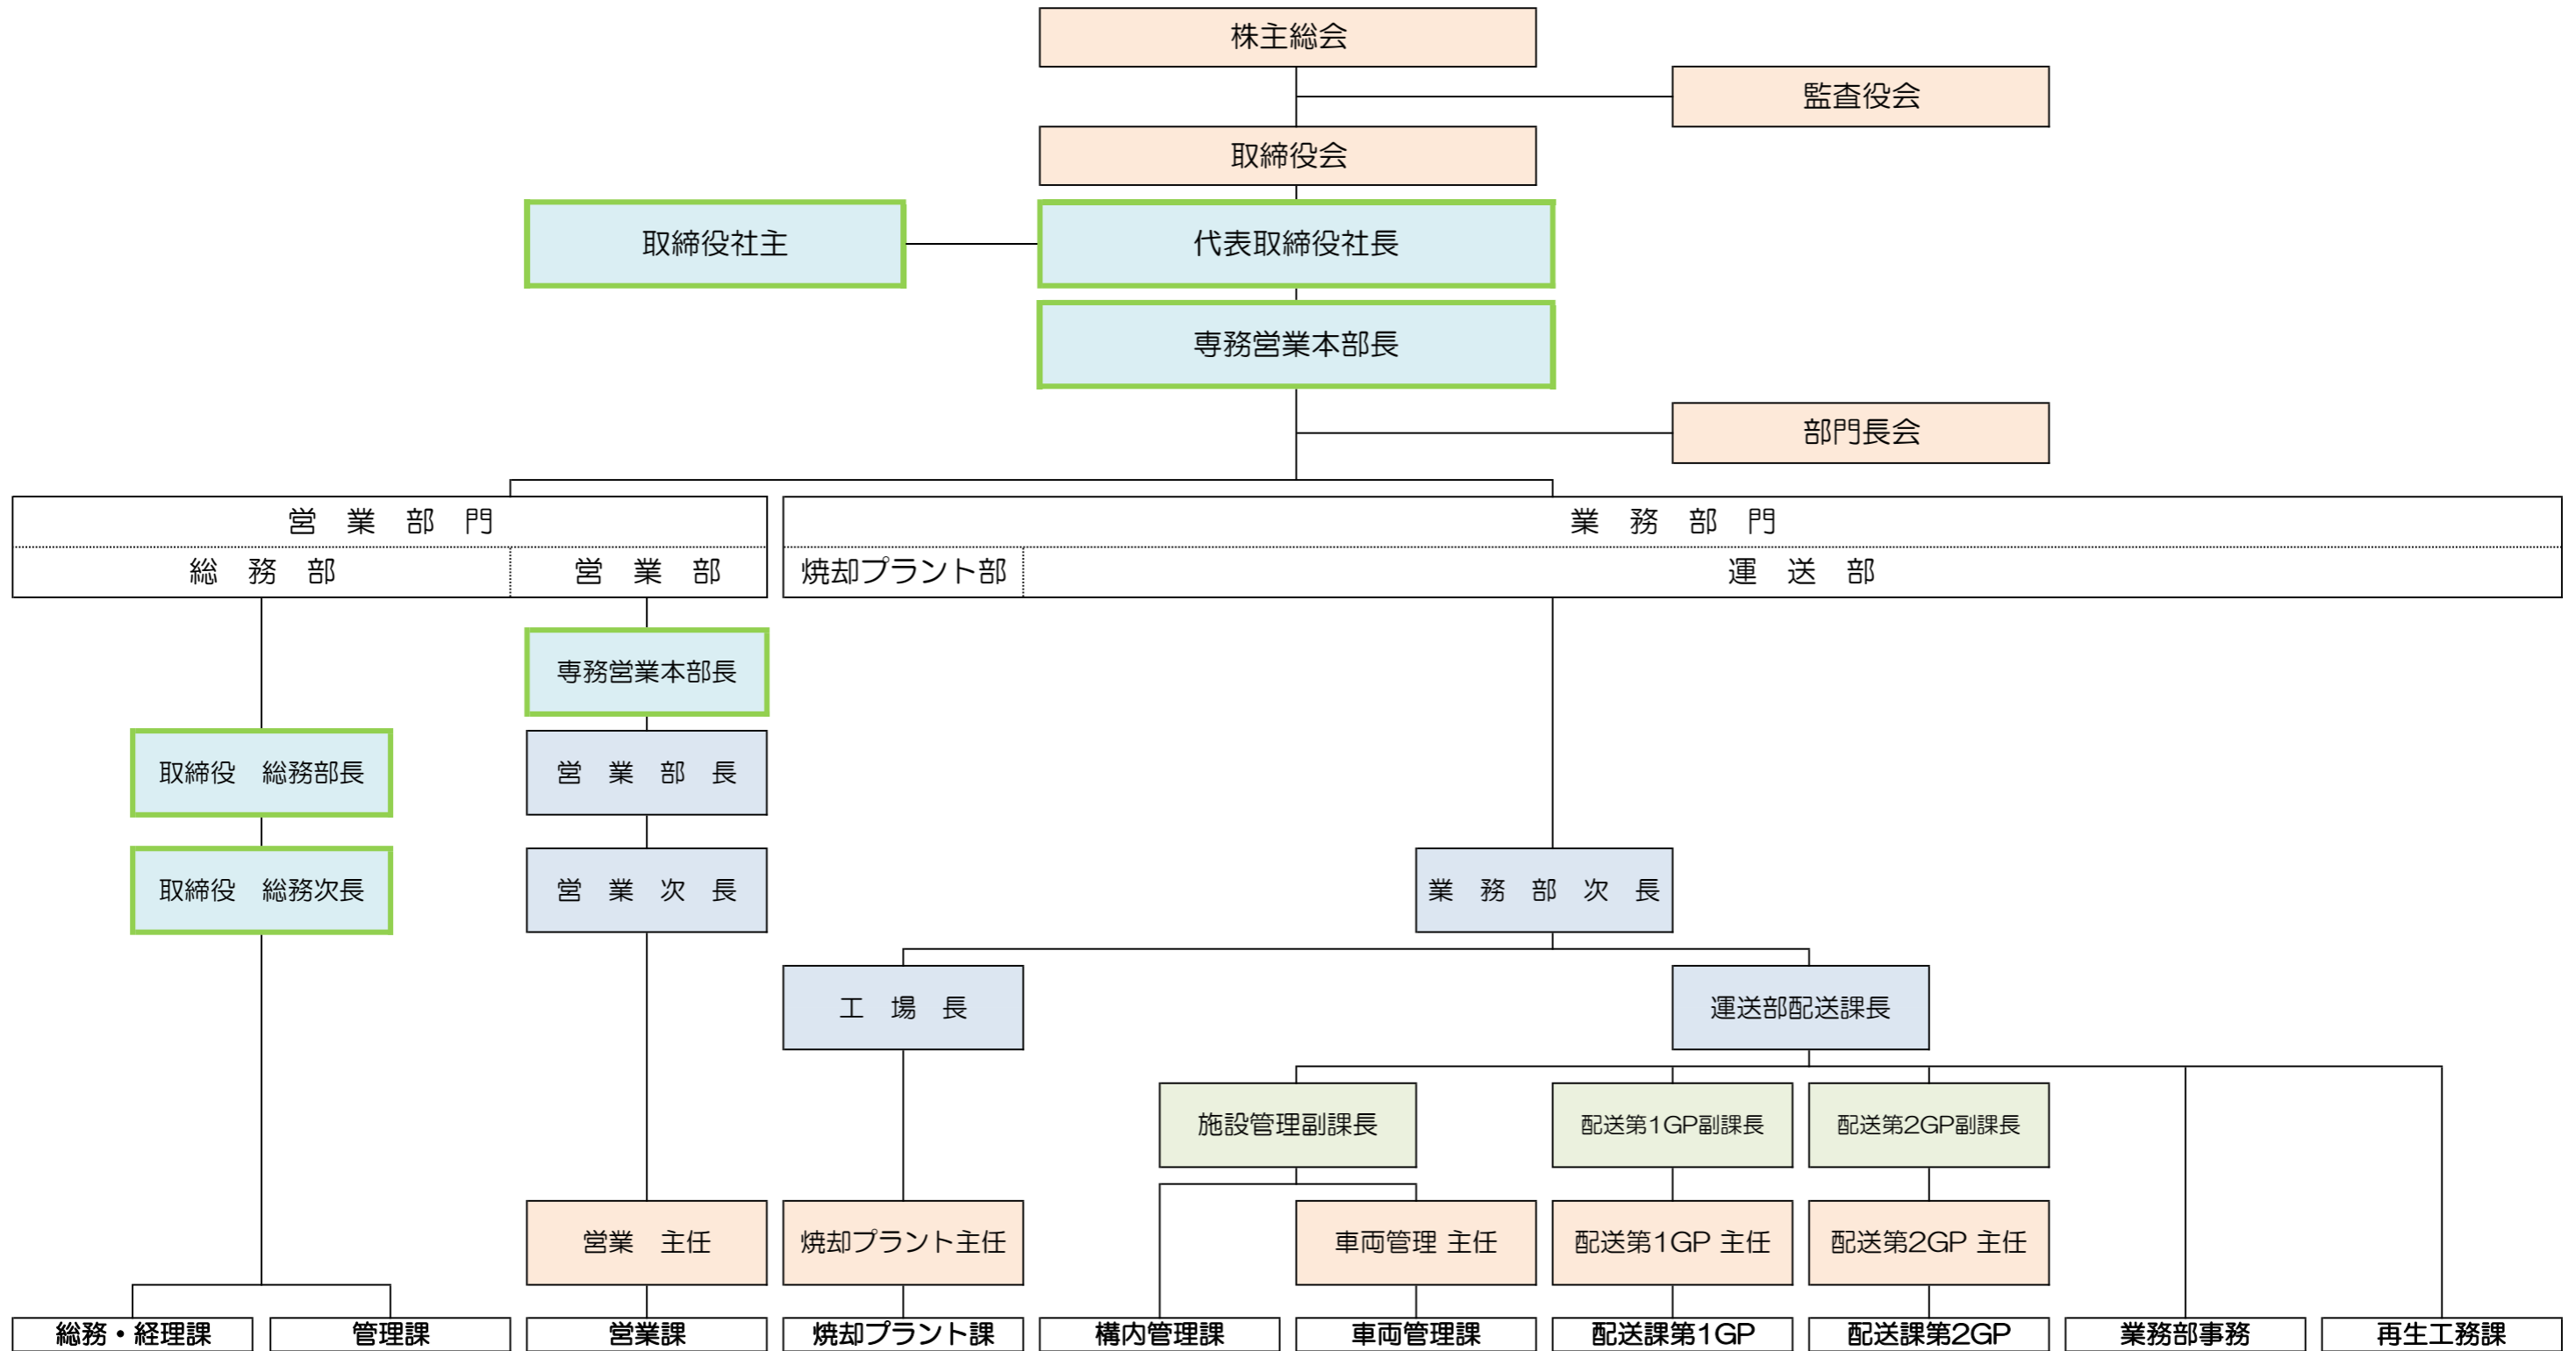 株主総会
監査役会
取締役会
取締役社主
代表取締役社長
専務営業本部長
部門長会
営　業　部　門
業　務　部　門
総　務　部
営　業　部
焼却プラント部
運　送　部
専務営業本部長
取締役　総務部長
営　業　部　長
取締役　総務次長
営　業　次　長
業　務　部　次　長
工　場　長
運送部配送課長
施設管理副課長
配送第1GP副課長
配送第2GP副課長
営業　主任
焼却プラント主任
車両管理 主任
配送第1GP 主任
配送第2GP 主任
総務・経理課
管理課
営業課
焼却プラント課
構内管理課
車両管理課
配送課第1GP
配送課第2GP
業務部事務
再生工務課